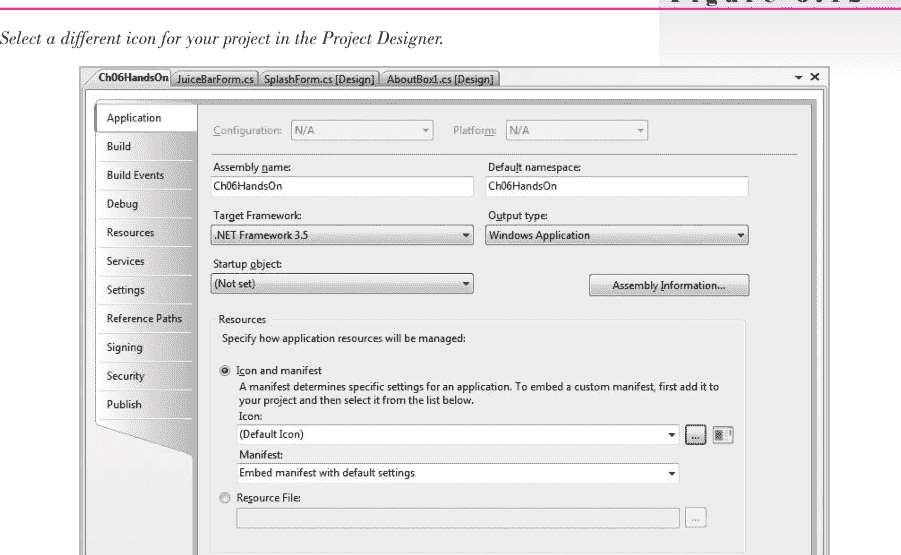 Select a different icon for your project in the Project Designer.
Ch06HandsOn JuiceBarForm.cs SplashForm.cs [Design] AboutBox1.cs [Design]
Application
Build
Build Events
Debug
Resources
Services
Settings
Reference Paths
Signing
Security
Publish
Configuration: N/A Platform: N/A
Assembly name: Default namespace:
Ch06HandsOn Ch06HandsOn
Target Framework: Output type:
.NET Framework 3.5 Windows Application
Startup object:
(Not set) Assembly Information...
Resources
Specify how application resources will be managed:
Icon and manifest
A manifest determines specific settings for an application. To embed a custom manifest, first add it to
your project and then select it from the list below.
Icon:
(Default Icon) ...
Manifest:
Embed manifest with default settings
Resource File:
...